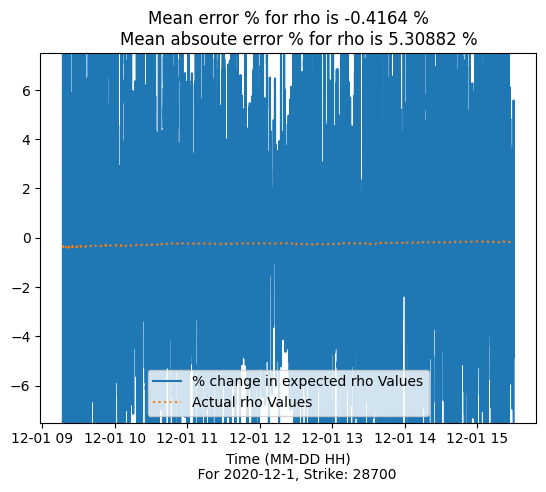 Mean error % for rho is -0.4164 %
Mean absoute error % for rho is 5.30882 %
6
4
2
0
−2
−4
−6
% change in expected rho Values
Actual rho Values
12-01 09 12-01 10 12-01 11 12-01 12 12-01 13 12-01 14 12-01 15
Time (MM-DD HH)
For 2020-12-1, Strike: 28700